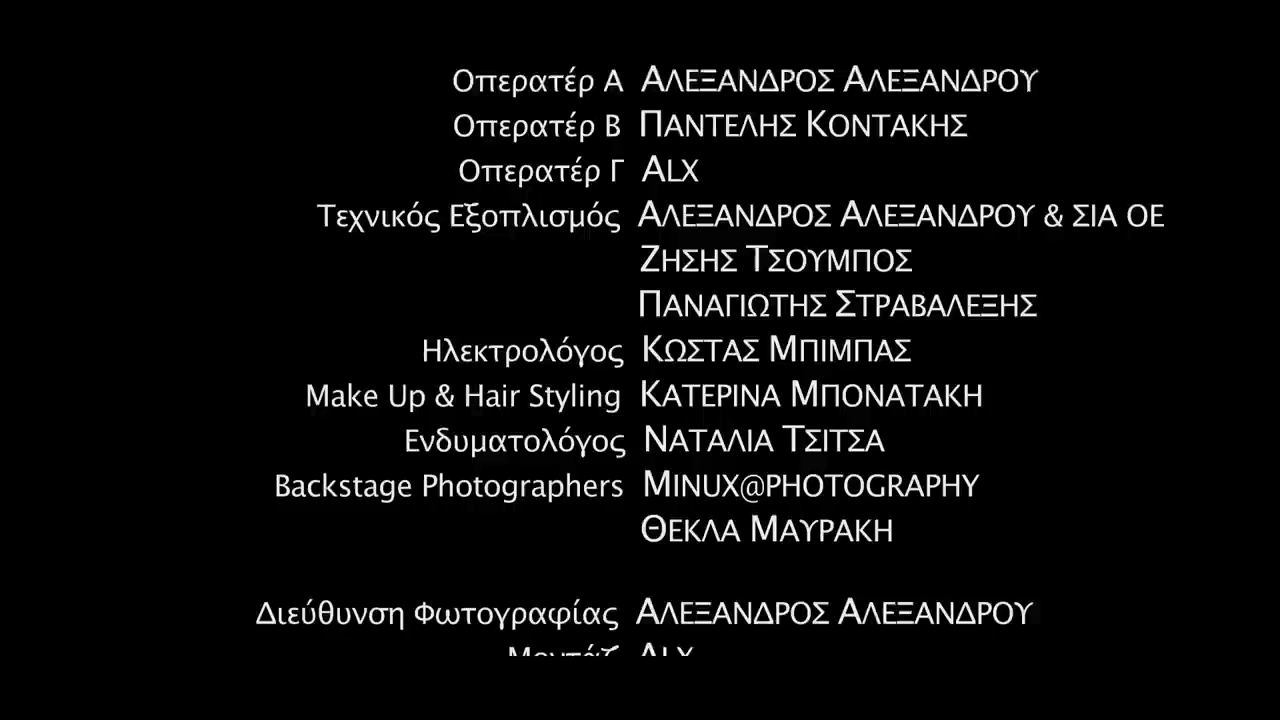 Οπερατέρ Α ΑΛΕΞΑΝΔΡΟΣ ΑΛΕΞΑΝΔΡΟΥ
Οπερατέρ Β ΠΑΝΤΕΛΗΣ ΚΟΝΤΑΚΗΣ
Οπερατέρ Γ ALX
Τεχνικός Εξοπλισμός ΑΛΕΞΑΝΔΡΟΣ ΑΛΕΞΑΝΔΡΟΥ & ΣΙΑ ΟΕ
ΖΗΣΗΣ ΤΣΟΥΜΠΟΣ
ΠΑΝΑΓΙΩΤΗΣ ΣΤΡΑΒΑΛΕΞΗΣ
Ηλεκτρολόγος ΚΩΣΤΑΣ ΜΠΙΜΠΑΣ
Make Up & Hair Styling ΚΑΤΕΡΙΝΑ ΜΠΟΝΑΤΑΚΗ
Ενδυματολόγος ΝΑΤΑΛΙΑ ΤΣΙΤΣΑ
Backstage Photographers MINUX@PHOTOGRAPHY
ΘΕΚΛΑ ΜΑΥΡΑΚΗ
Διεύθυνση Φωτογραφίας ΑΛΕΞΑΝΔΡΟΣ ΑΛΕΞΑΝΔΡΟΥ
Μοντάζ ALX